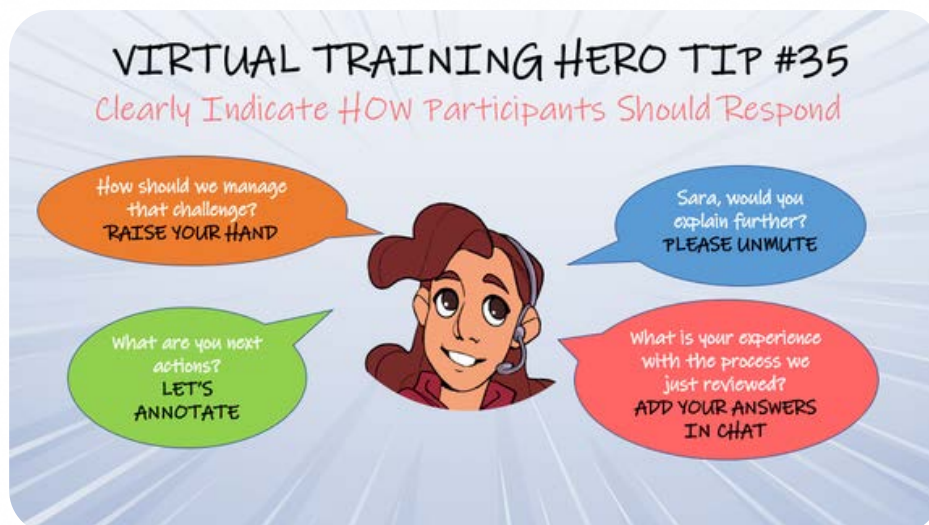 VIRTUAL TRAINING HERO TIP #35
Clearly Indicate HOW Participants Should Respond
How should we manage
that challenge?
RAISE YOUR HAND
Sara, would you
explain further?
PLEASE UNMUTE
What are you next
actions?
LET'S
ANNOTATE
What is your experience
with the process we
just reviewed?
ADD YOUR ANSWERS
IN CHAT